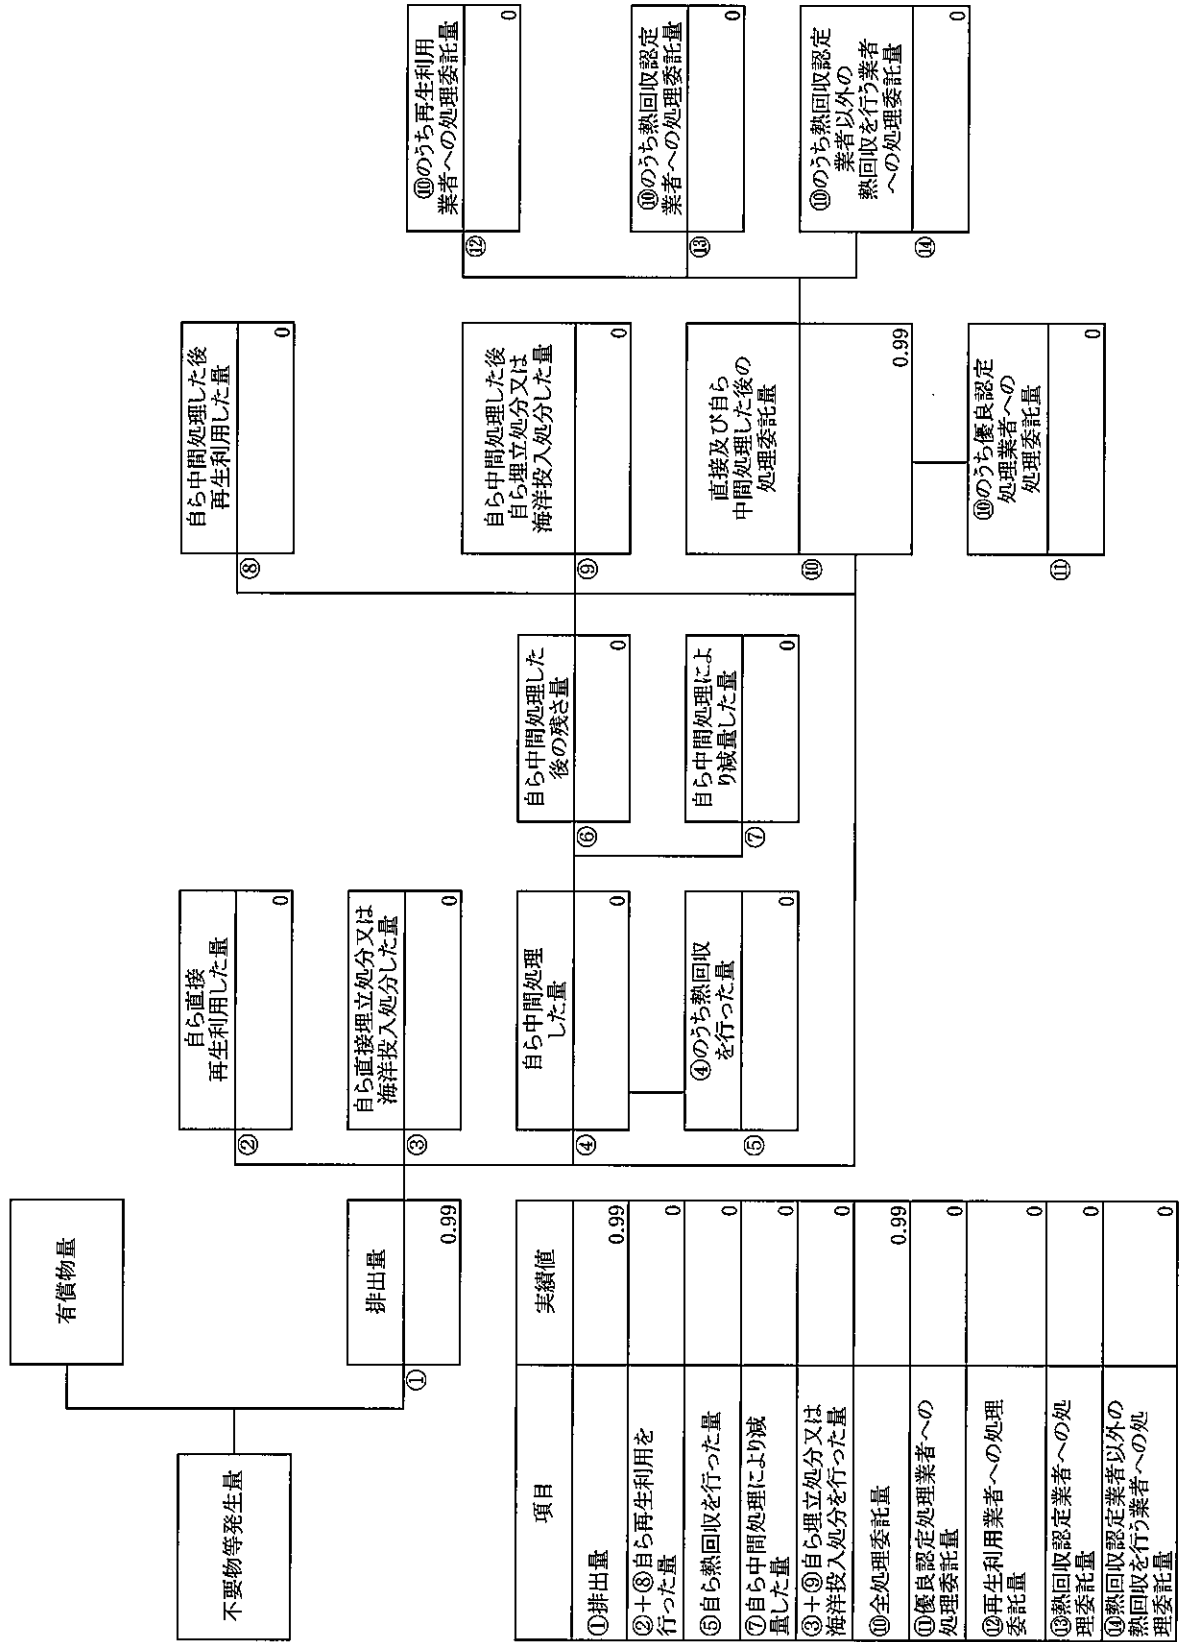 不要物等発生量
有償物量
①
排出量
0.99
②
自ら直接
再生利用した量
0
③
自ら直接埋立処分又は
海洋投入処分した量
0
④
自ら中間処理
した量
0
⑤
④のうち熱回収
を行った量
0
⑥
自ら中間処理した
後の残さ量
0
⑦
自ら中間処理によ
り減量した量
0
⑧
自ら中間処理した後
再生利用した量
0
⑨
自ら中間処理した後
自ら埋立処分又は
海洋投入処分した量
0
⑩
直接及び自ら
中間処理した後の
処理委託量
0.99
⑪
⑩のうち優良認定
処理業者への
処理委託量
0
⑫
⑩のうち再生利用
業者への処理委託量
0
⑬
⑩のうち熱回収認定
業者への処理委託量
0
⑭
⑩のうち熱回収認定
業者以外の
熱回収を行う業者
への処理委託量
0
項目 実績値
①排出量 0.99
②+⑧自ら再生利用を
行った量 0
⑤自ら熱回収を行った量 0
⑦自ら中間処理により減
量した量 0
③+⑨自ら埋立処分又は
海洋投入処分を行った量 0
⑩全処理委託量 0.99
⑪優良認定処理業者への
処理委託量 0
⑫再生利用業者への処理
委託量 0
⑬熱回収認定業者への処
理委託量 0
⑭熱回収認定業者以外の
熱回収を行う業者への処
理委託量 0